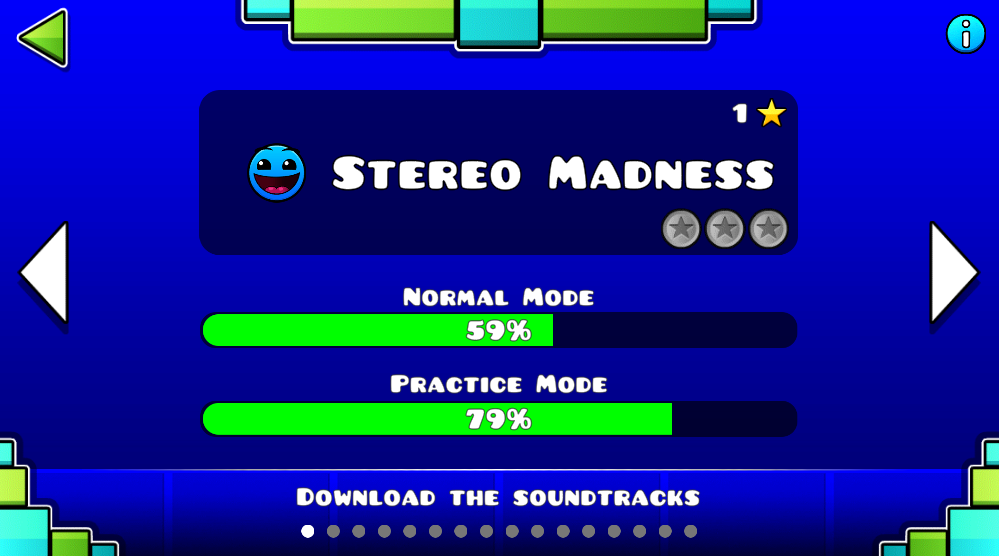 1
Stereo Madness
Normal Mode
59%
Practice Mode
79%
Download the soundtracks